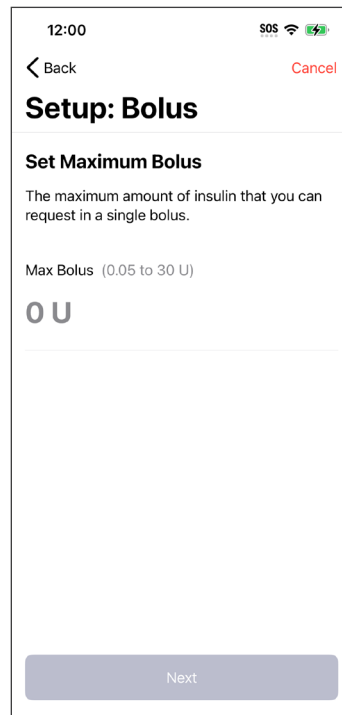 12:00
SOS
Back
Cancel
Setup: Bolus
Set Maximum Bolus
The maximum amount of insulin that you can
request in a single bolus.
Max Bolus (0.05 to 30 U)
0 U
Next